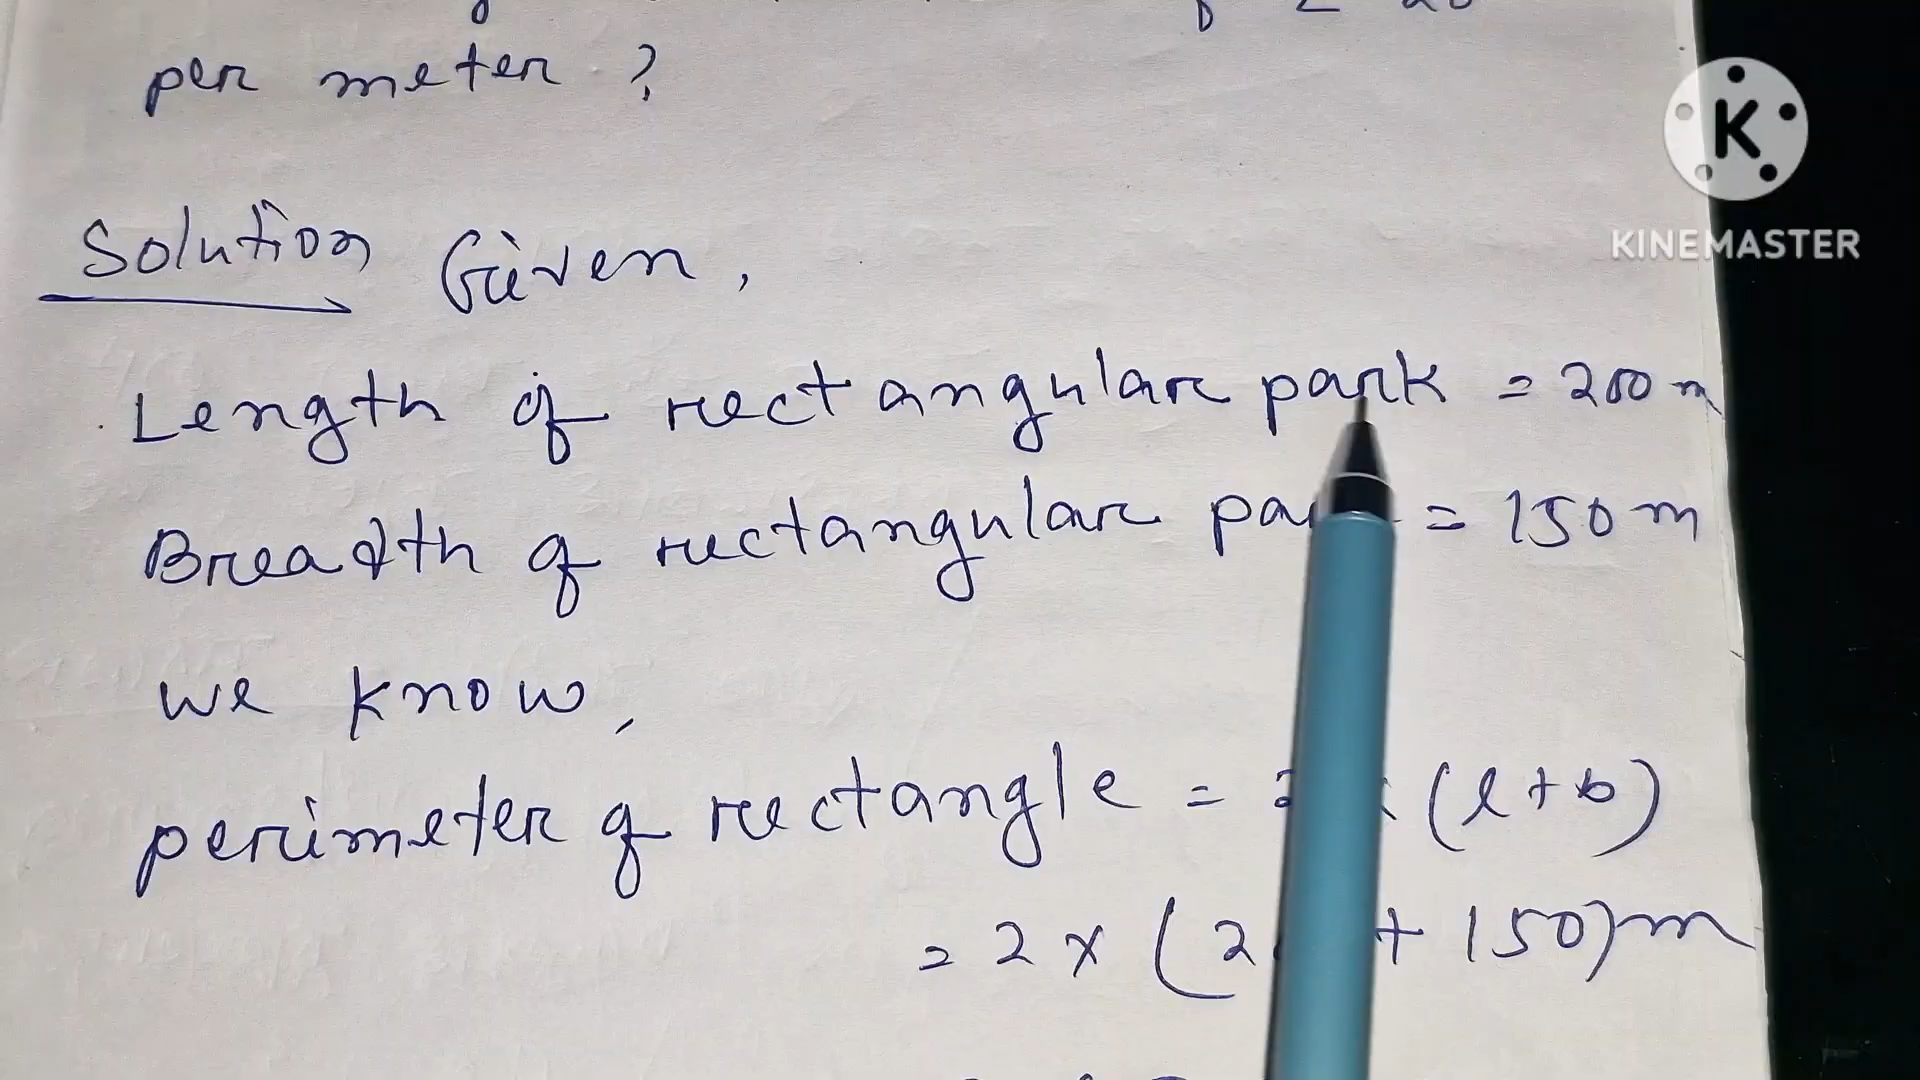 per meter ?
K
KINEMASTER
Solution Given,
Length of rectangular park = 200 m
Breadth of rectangular pa = 150 m
we know,
perimeter of rectangle = (l+b)
= 2 x (2 + 150) m